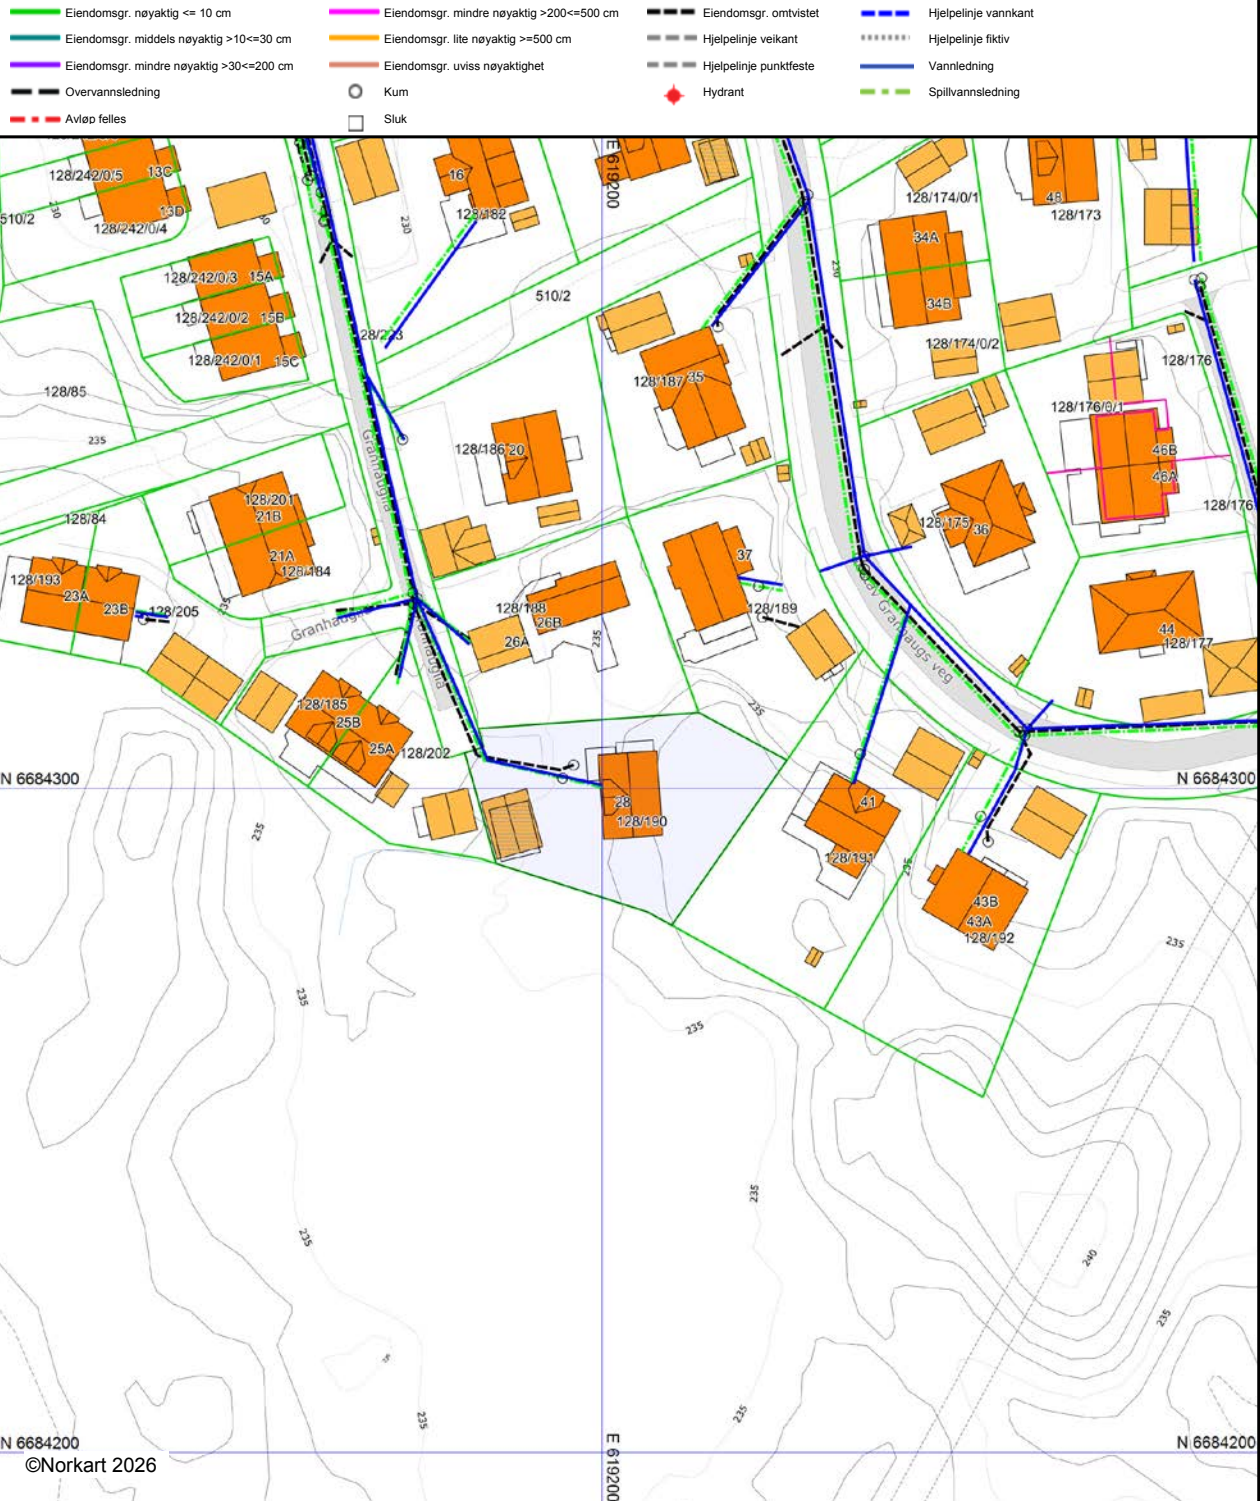 Eiendomsgr. nøyaktig <= 10 cm
Eiendomsgr. mindre nøyaktig >200<=500 cm
Eiendomsgr. omtvistet
Hjelpelinje vannkant
Eiendomsgr. middels nøyaktig >10<=30 cm
Eiendomsgr. lite nøyaktig >=500 cm
Hjelpelinje veikant
Hjelpelinje fiktiv
Eiendomsgr. mindre nøyaktig >30<=200 cm
Eiendomsgr. uviss nøyaktighet
Hjelpelinje punktfeste
Vannledning
Overvannsledning
Kum
Hydrant
Spillvannsledning
Avløp felles
Sluk
E 619200
128/242/0/5
13C
16
48
128/174/0/1
13D
128/182
128/173
510/2
128/242/0/4
230
230
34A
230
128/242/0/3
15A
510/2
34B
128/242/0/2
15B
128/174/0/2
128/242/0/1
15C
128/176
128/187
35
128/85
128/176/0/1
235
128/186
20
46B
46A
Granhauglia
128/201
21B
128/176
128/84
128/175
36
21A
128/184
37
128/193
23A
23B
128/205
235
128/188
26B
128/189
Granhauglia
26A
235
44
128/177
Granhaugs veg
128/185
25B
235
25A
128/202
N 6684300
N 6684300
28
41
128/190
235
128/191
235
43B
43A
128/192
235
235
235
235
235
240
235
235
235
N 6684200
N 6684200
E 619200
©Norkart 2026